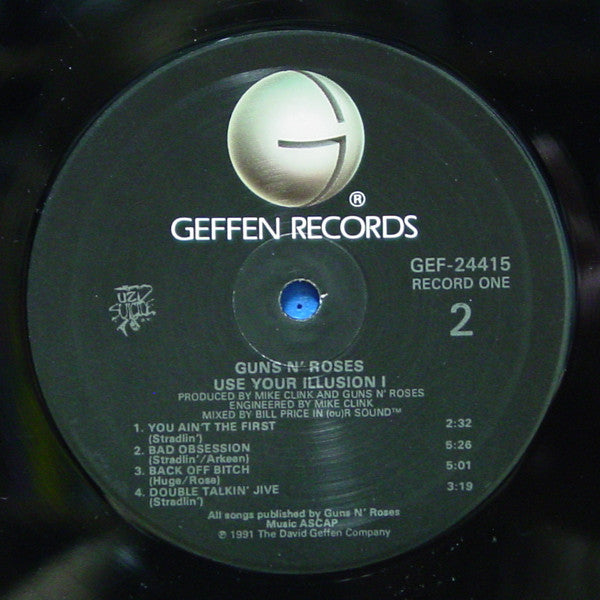 ®
GEFFEN RECORDS
GEF-24415
RECORD ONE
2
GUNS N' ROSES
USE YOUR ILLUSION I
PRODUCED BY MIKE CLINK AND GUNS N' ROSES
ENGINEERED BY MIKE CLINK
MIXED BY BILL PRICE IN (ou)R SOUND™
1. YOU AIN'T THE FIRST 2:32
(Stradlin')
2. BAD OBSESSION 5:26
(Stradlin'/Arkeen)
3. BACK OFF BITCH 5:01
(Huge/Rose)
4. DOUBLE TALKIN' JIVE 3:19
(Stradlin')
All songs published by Guns N' Roses
Music ASCAP
℗ 1991 The David Geffen Company